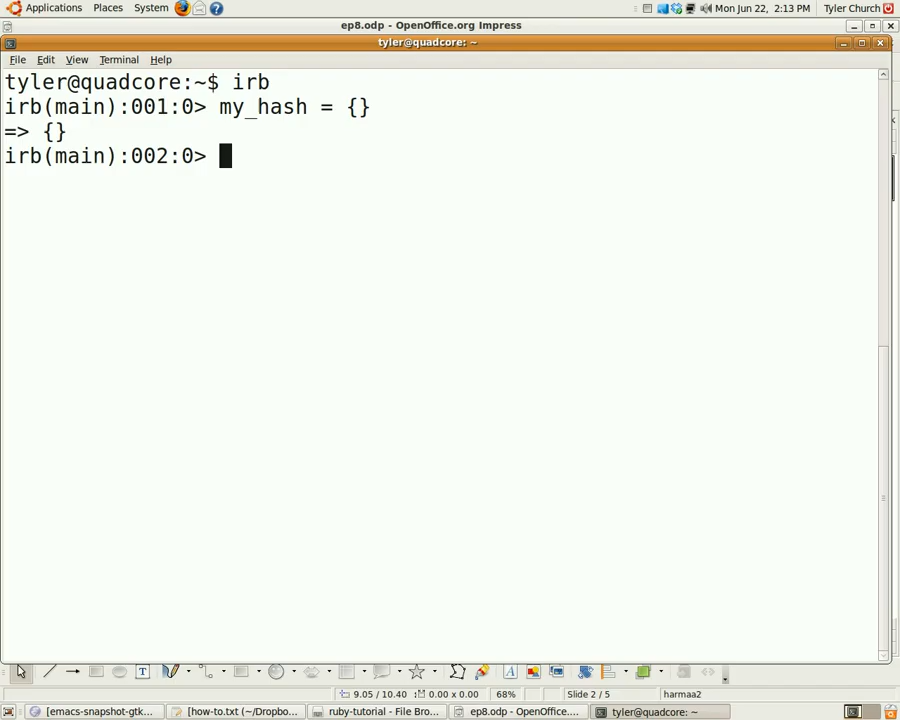 Applications Places System Mon Jun 22, 2:13 PM Tyler Church
ep8.odp - OpenOffice.org Impress
tyler@quadcore: ~
File Edit View Terminal Help
tyler@quadcore:~$ irb
irb(main):001:0> my_hash = {}
=> {}
irb(main):002:0>
9.05 / 10.40 0.00 x 0.00 68% Slide 2 / 5 harmaa2
[emacs-snapshot-gtk... [how-to.txt (~/Dropbo... ruby-tutorial - File Bro... ep8.odp - OpenOffice.... tyler@quadcore: ~